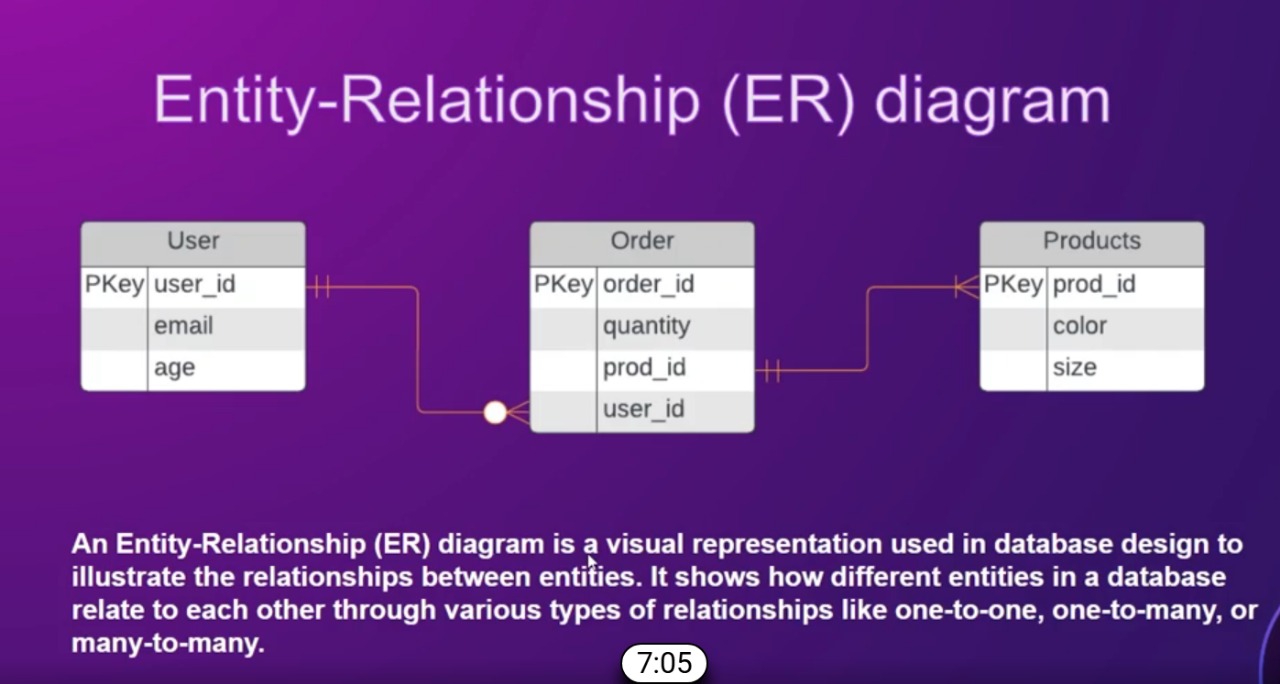 Entity-Relationship (ER) diagram
User
PKey user_id
email
age
Order
PKey order_id
quantity
prod_id
user_id
Products
PKey prod_id
color
size
An Entity-Relationship (ER) diagram is a visual representation used in database design to
illustrate the relationships between entities. It shows how different entities in a database
relate to each other through various types of relationships like one-to-one, one-to-many, or
many-to-many.
7:05